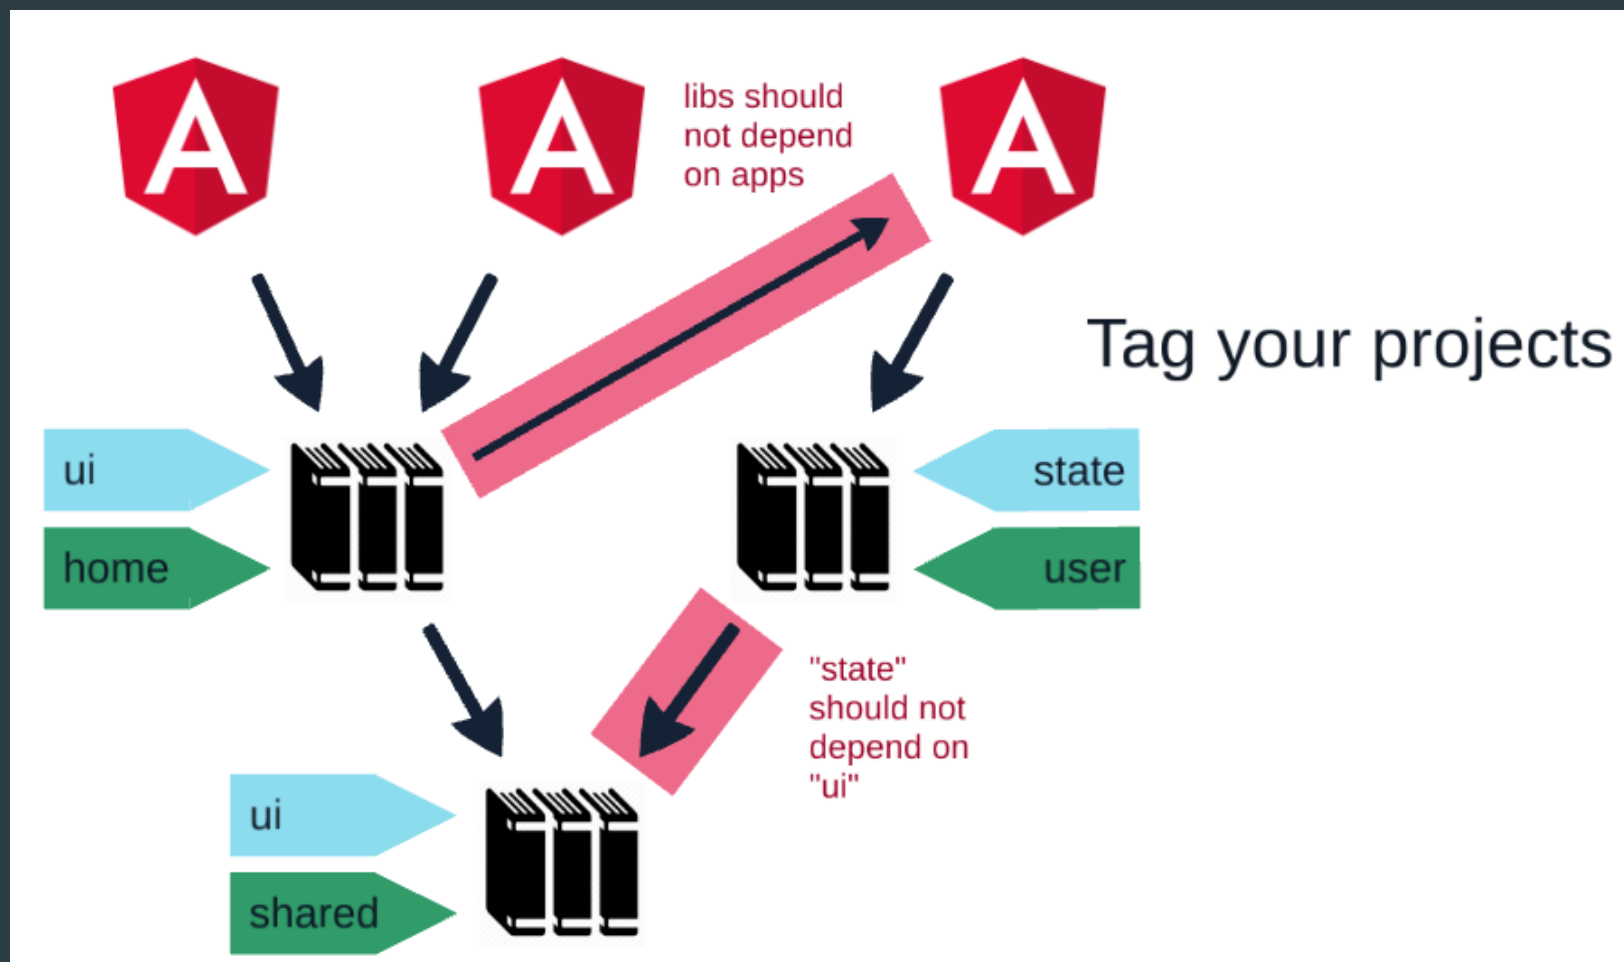 libs should
not depend
on apps
Tag your projects
ui
home
state
user
"state"
should not
depend on
"ui"
ui
shared